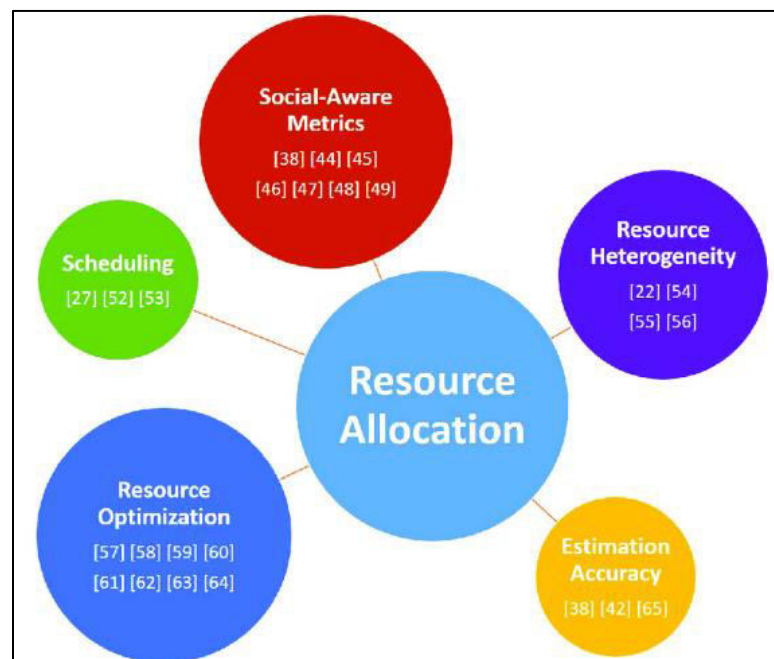 Social-Aware
Metrics
[38] [44] [45]
[46] [47] [48] [49]
Resource
Heterogeneity
[22] [54]
[55] [56]
Scheduling
[27] [52] [53]
Resource
Allocation
Resource
Optimization
[57] [58] [59] [60]
[61] [62] [63] [64]
Estimation
Accuracy
[38] [42] [65]